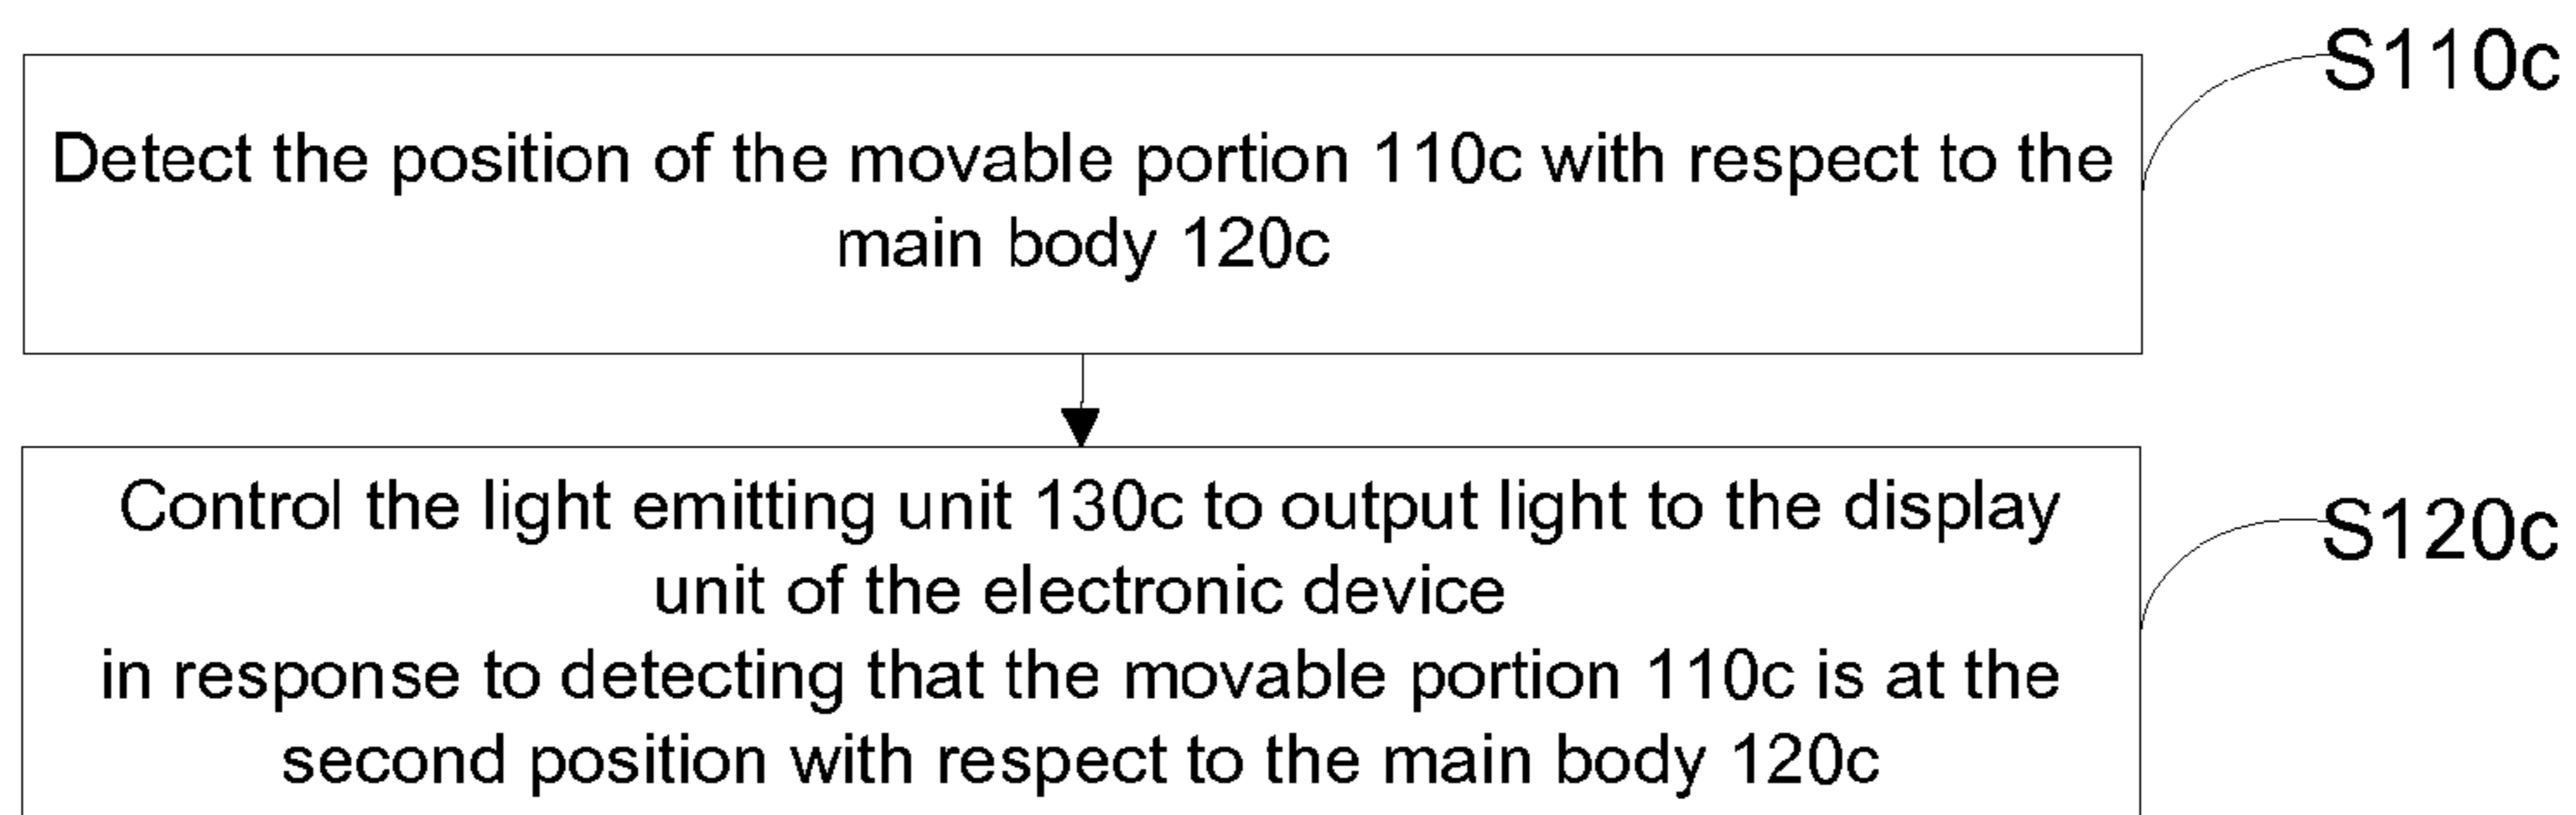 S110c
Detect the position of the movable portion 110c with respect to the
main body 120c
Control the light emitting unit 130c to output light to the display
S120c
unit of the electronic device
in response to detecting that the movable portion 110c is at the
second position with respect to the main body 120c